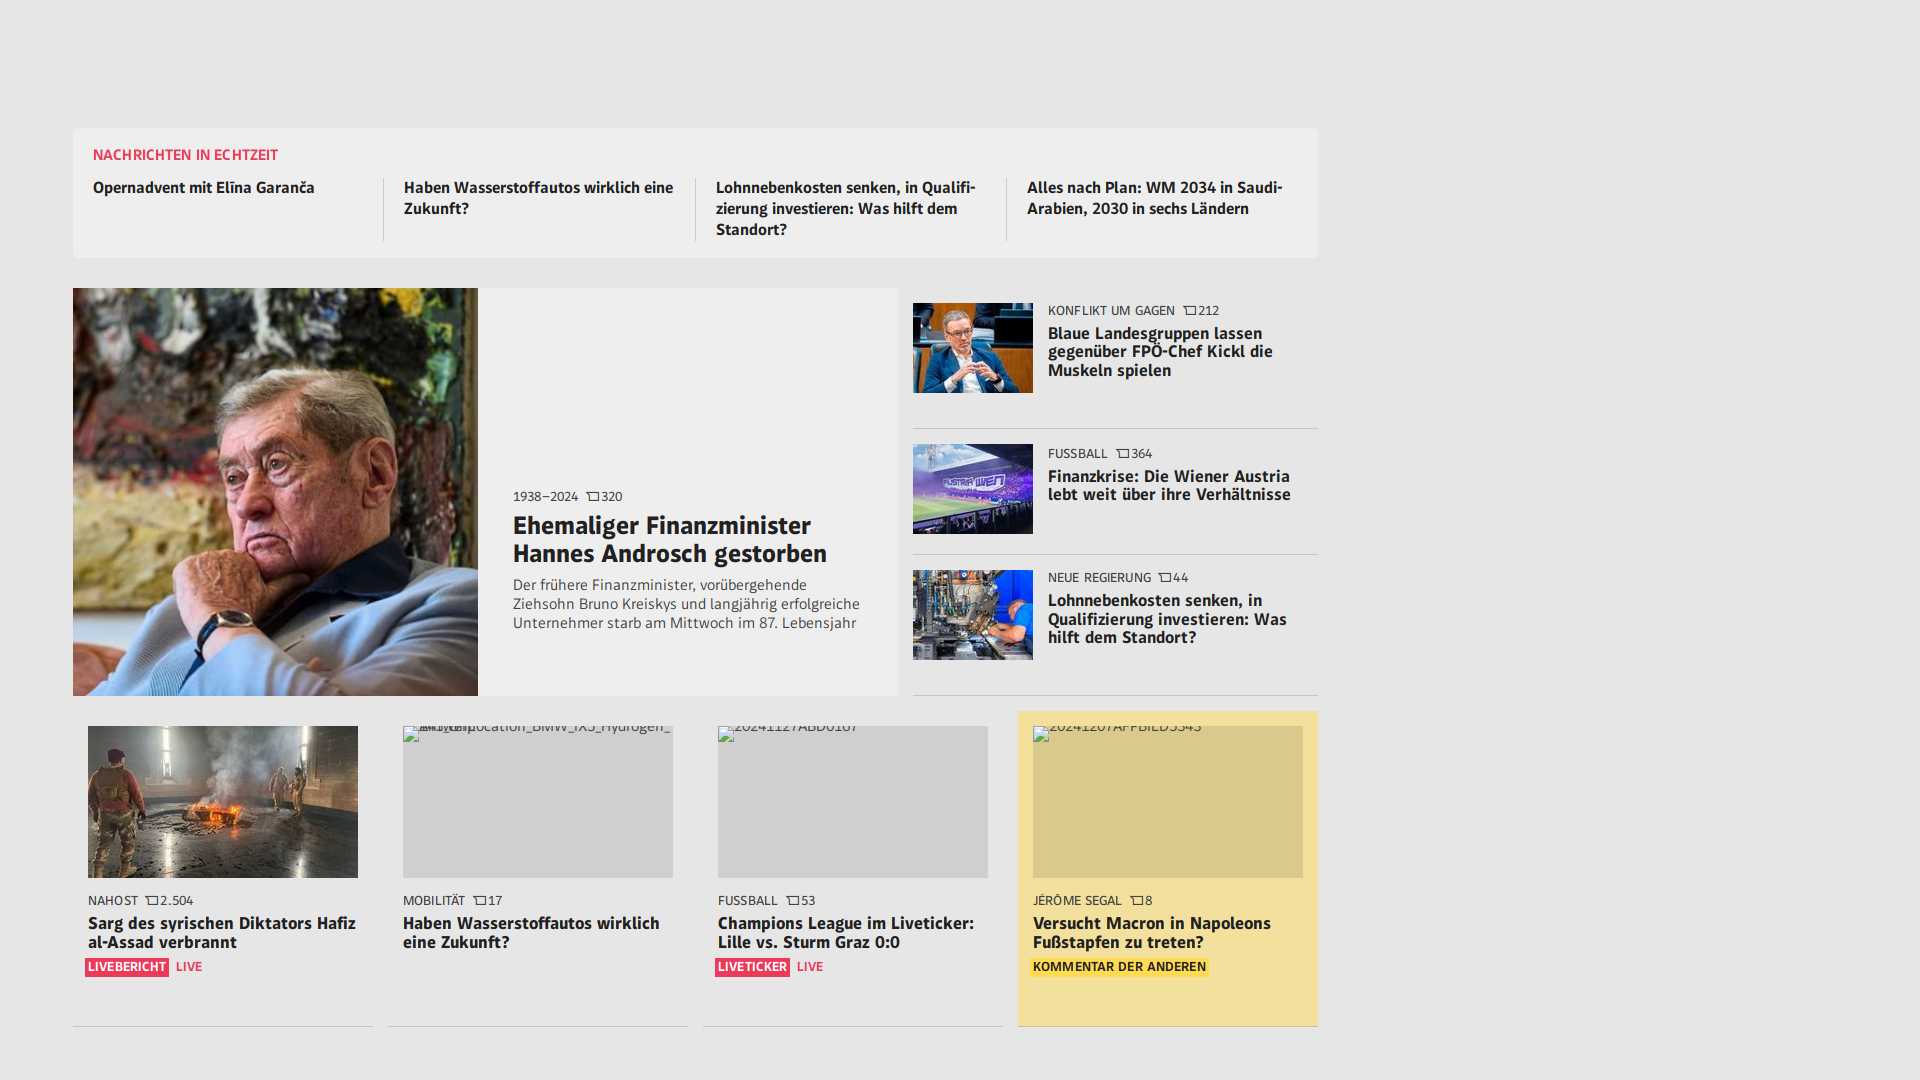 NACHRICHTEN IN ECHTZEIT
Opernadvent mit Elīna Garanča
Haben Wasserstoffautos wirklich eine
Zukunft?
Lohnnebenkosten senken, in Qualifi-
zierung investieren: Was hilft dem
Standort?
Alles nach Plan: WM 2034 in Saudi-
Arabien, 2030 in sechs Ländern
1938–2024 320
Ehemaliger Finanzminister
Hannes Androsch gestorben
Der frühere Finanzminister, vorübergehende
Ziehsohn Bruno Kreiskys und langjährig erfolgreiche
Unternehmer starb am Mittwoch im 87. Lebensjahr
KONFLIKT UM GAGEN 212
Blaue Landesgruppen lassen
gegenüber FPÖ-Chef Kickl die
Muskeln spielen
AUSTRIA WIEN
FUSSBALL 364
Finanzkrise: Die Wiener Austria
lebt weit über ihre Verhältnisse
NEUE REGIERUNG 44
Lohnnebenkosten senken, in
Qualifizierung investieren: Was
hilft dem Standort?
NAHOST 2.504
Sarg des syrischen Diktators Hafiz
al-Assad verbrannt
LIVEBERICHT LIVE
MOBILITÄT 17
Haben Wasserstoffautos wirklich
eine Zukunft?
20241127ABD0167
FUSSBALL 53
Champions League im Liveticker:
Lille vs. Sturm Graz 0:0
LIVETICKER LIVE
JÉRÔME SEGAL 8
Versucht Macron in Napoleons
Fußstapfen zu treten?
KOMMENTAR DER ANDEREN